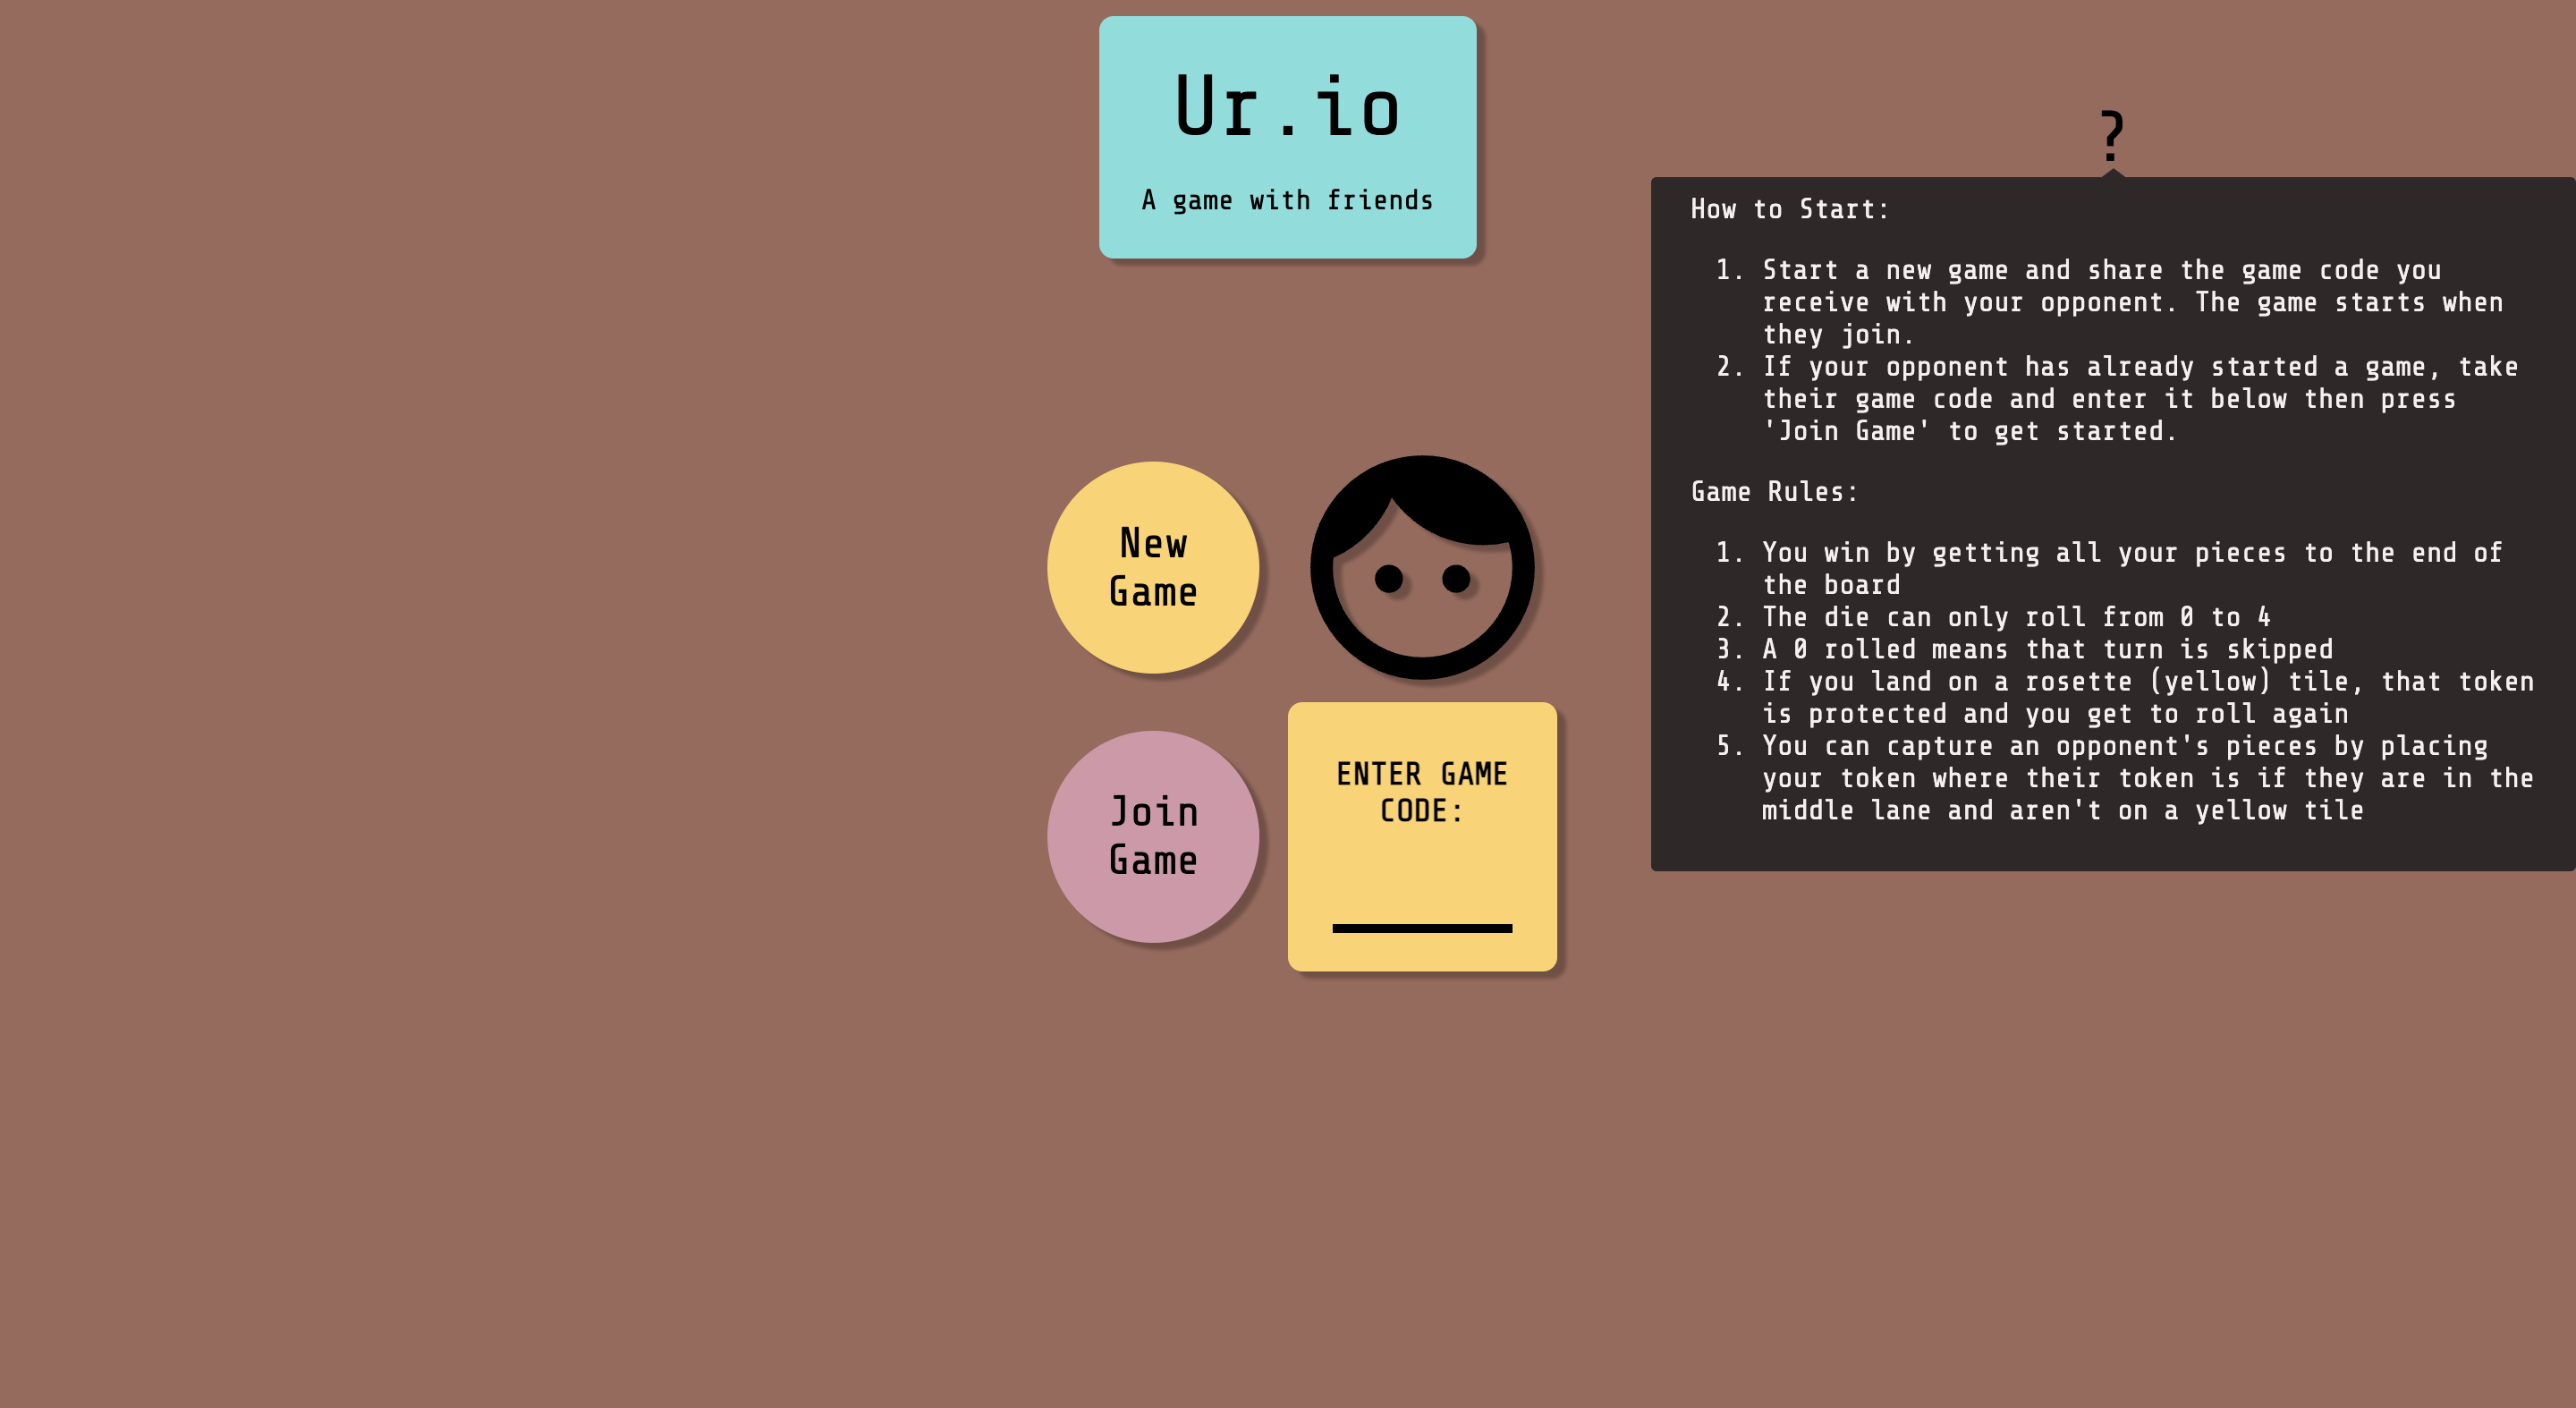 Ur.io
A game with friends
?
How to Start:
1. Start a new game and share the game code you
receive with your opponent. The game starts when
they join.
2. If your opponent has already started a game, take
their game code and enter it below then press
'Join Game' to get started.
Game Rules:
1. You win by getting all your pieces to the end of
the board
2. The die can only roll from 0 to 4
3. A 0 rolled means that turn is skipped
4. If you land on a rosette (yellow) tile, that token
is protected and you get to roll again
5. You can capture an opponent's pieces by placing
your token where their token is if they are in the
middle lane and aren't on a yellow tile
New
Game
Join
Game
ENTER GAME
CODE: